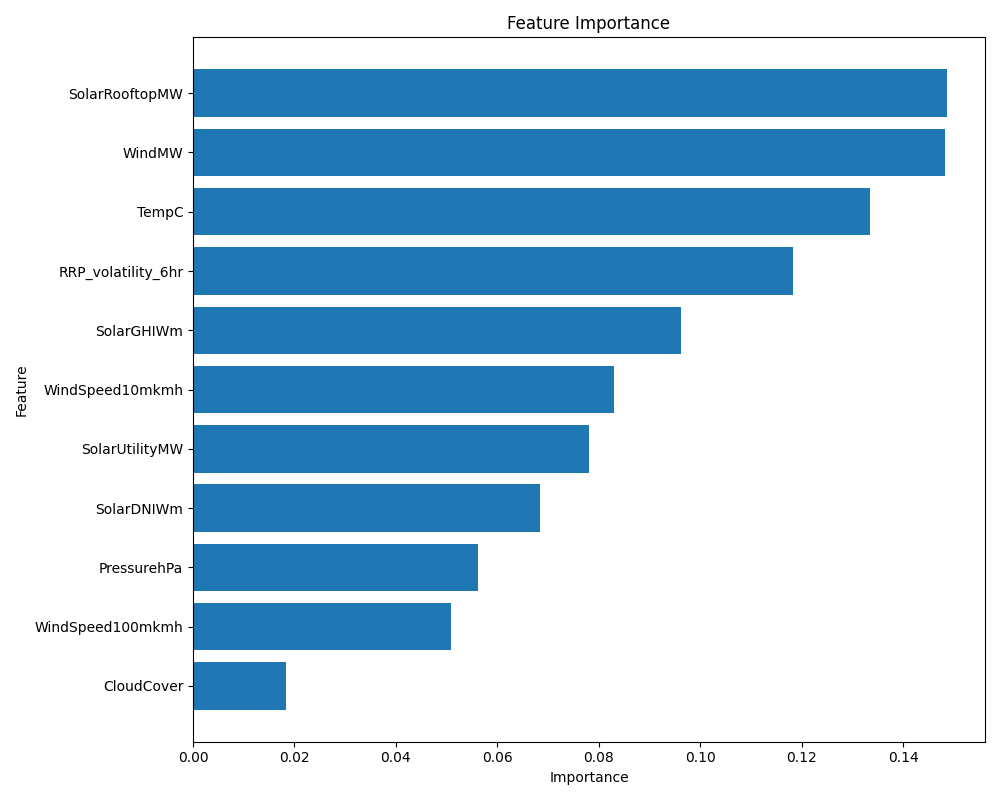 Feature Importance
SolarRooftopMW
WindMW
TempC
RRP_volatility_6hr
SolarGHIWm
WindSpeed10mkmh
SolarUtilityMW
SolarDNIWm
PressurehPa
WindSpeed100mkmh
CloudCover
Feature
0.00 0.02 0.04 0.06 0.08 0.10 0.12 0.14
Importance